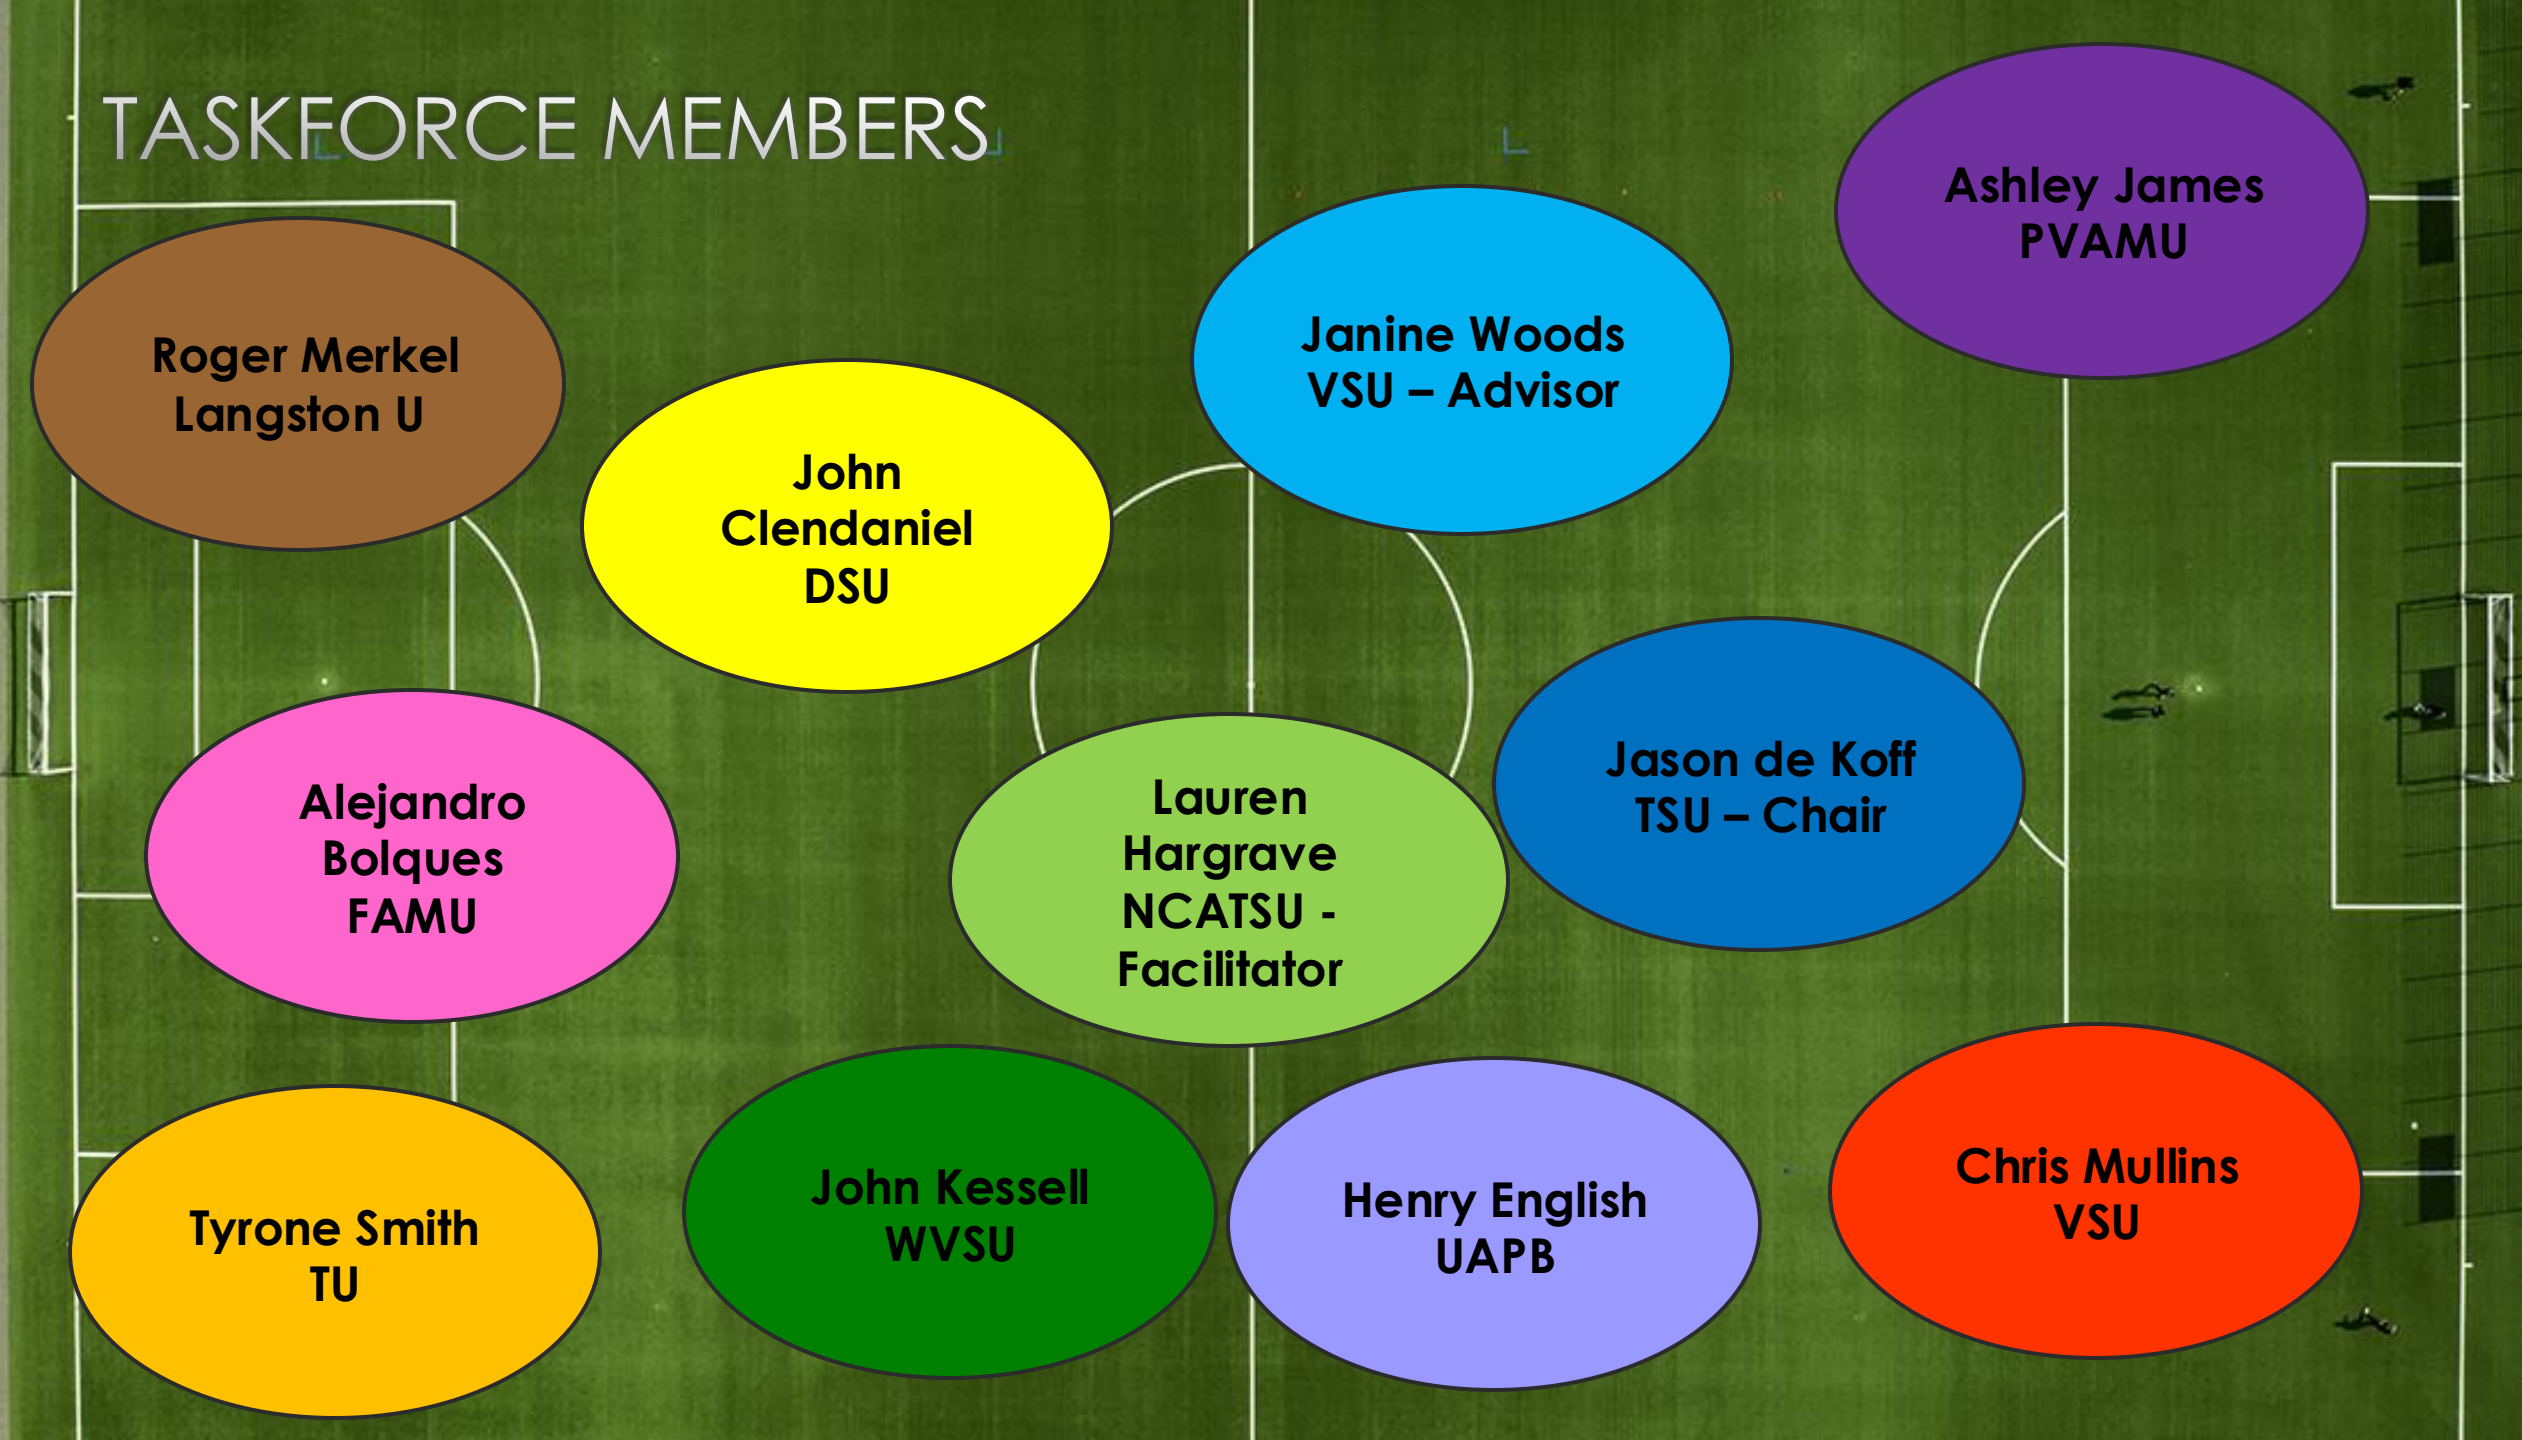 TASKFORCE MEMBERS
Ashley James
PVAMU
Janine Woods
VSU – Advisor
Roger Merkel
Langston U
John
Clendaniel
DSU
Jason de Koff
TSU – Chair
Alejandro
Bolques
FAMU
Lauren
Hargrave
NCATSU -
Facilitator
Tyrone Smith
TU
John Kessell
WVSU
Henry English
UAPB
Chris Mullins
VSU